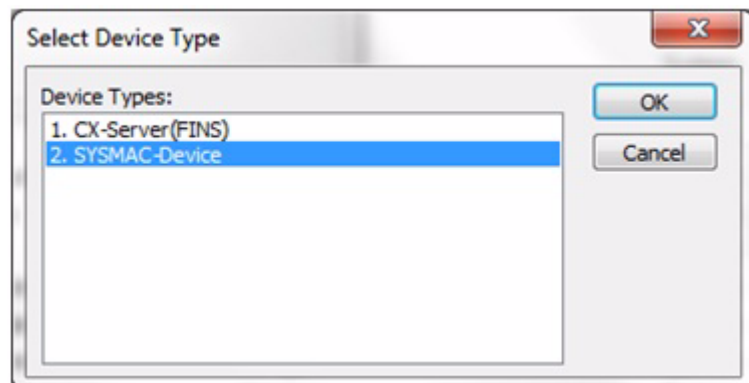 Select Device Type
Device Types:
1. CX-Server(FINS)
2. SYSMAC-Device
OK
Cancel